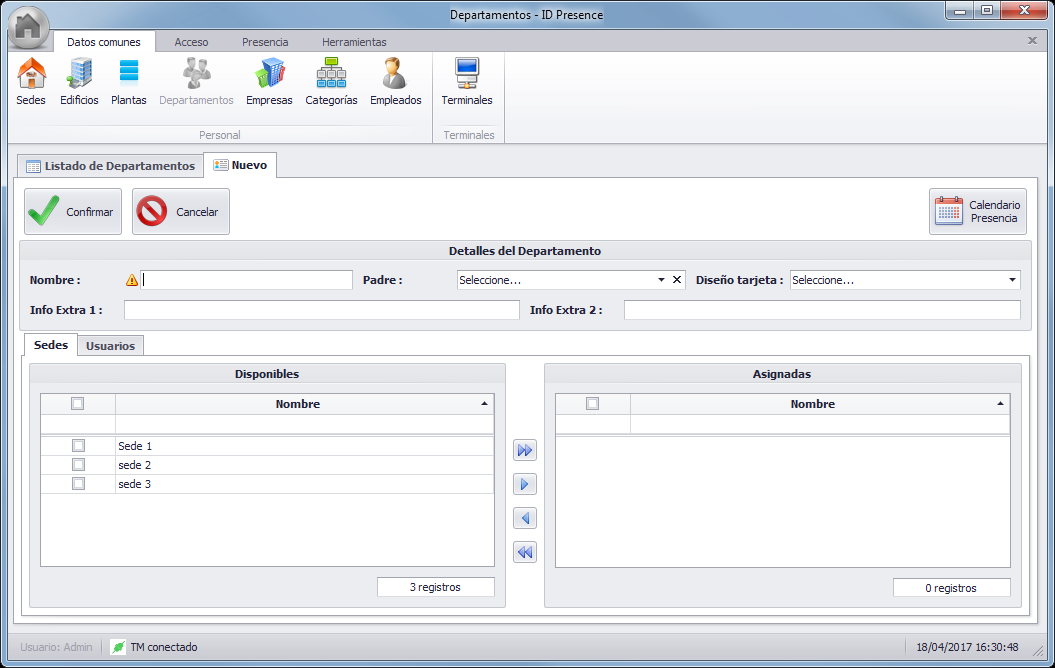 Departamentos - ID Presence
Datos comunes Acceso Presencia Herramientas
Sedes Edificios Plantas Departamentos Empresas Categorías Empleados Terminales
Personal Terminales
Listado de Departamentos Nuevo
Confirmar Cancelar Calendario Presencia
Detalles del Departamento
Nombre : Padre : Seleccione... Diseño tarjeta : Seleccione...
Info Extra 1 : Info Extra 2 :
Sedes Usuarios
Disponibles Asignadas
Nombre Nombre
Sede 1
sede 2
sede 3
3 registros 0 registros
Usuario: Admin TM conectado 18/04/2017 16:30:48